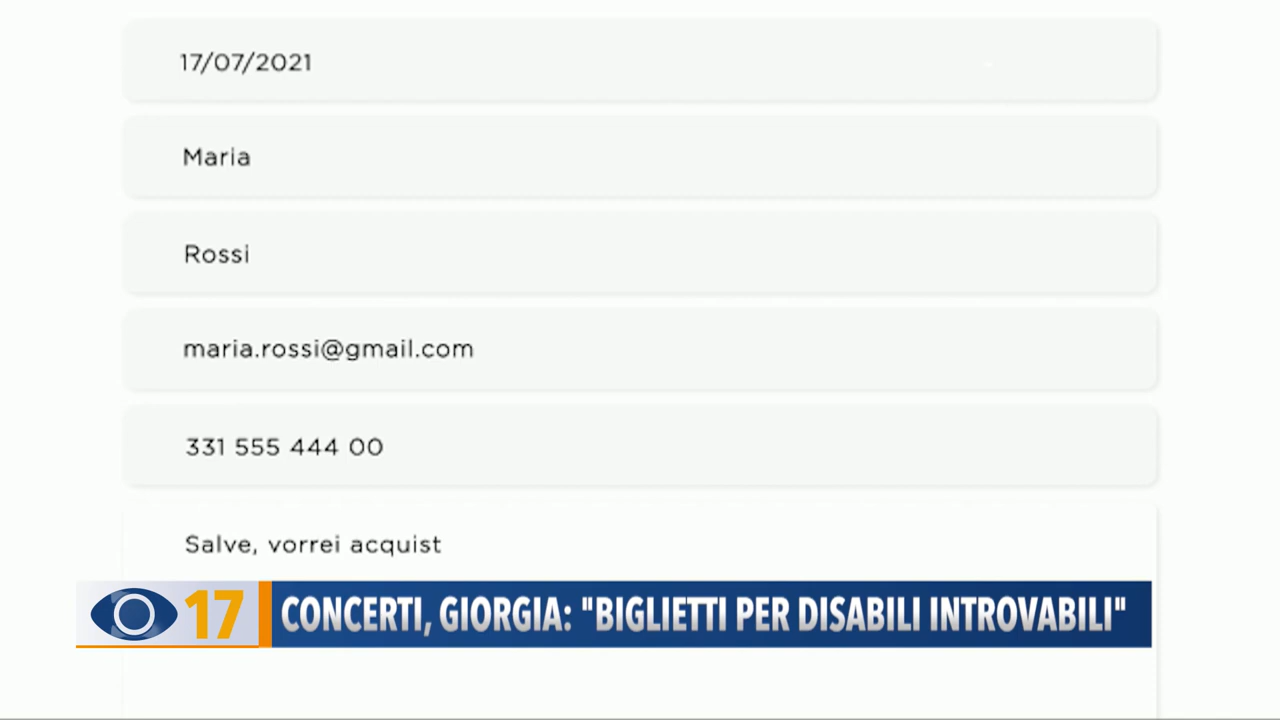 17/07/2021
Maria
Rossi
maria.rossi@gmail.com
331 555 444 00
Salve, vorrei acquist
17 CONCERTI, GIORGIA: "BIGLIETTI PER DISABILI INTROVABILI"